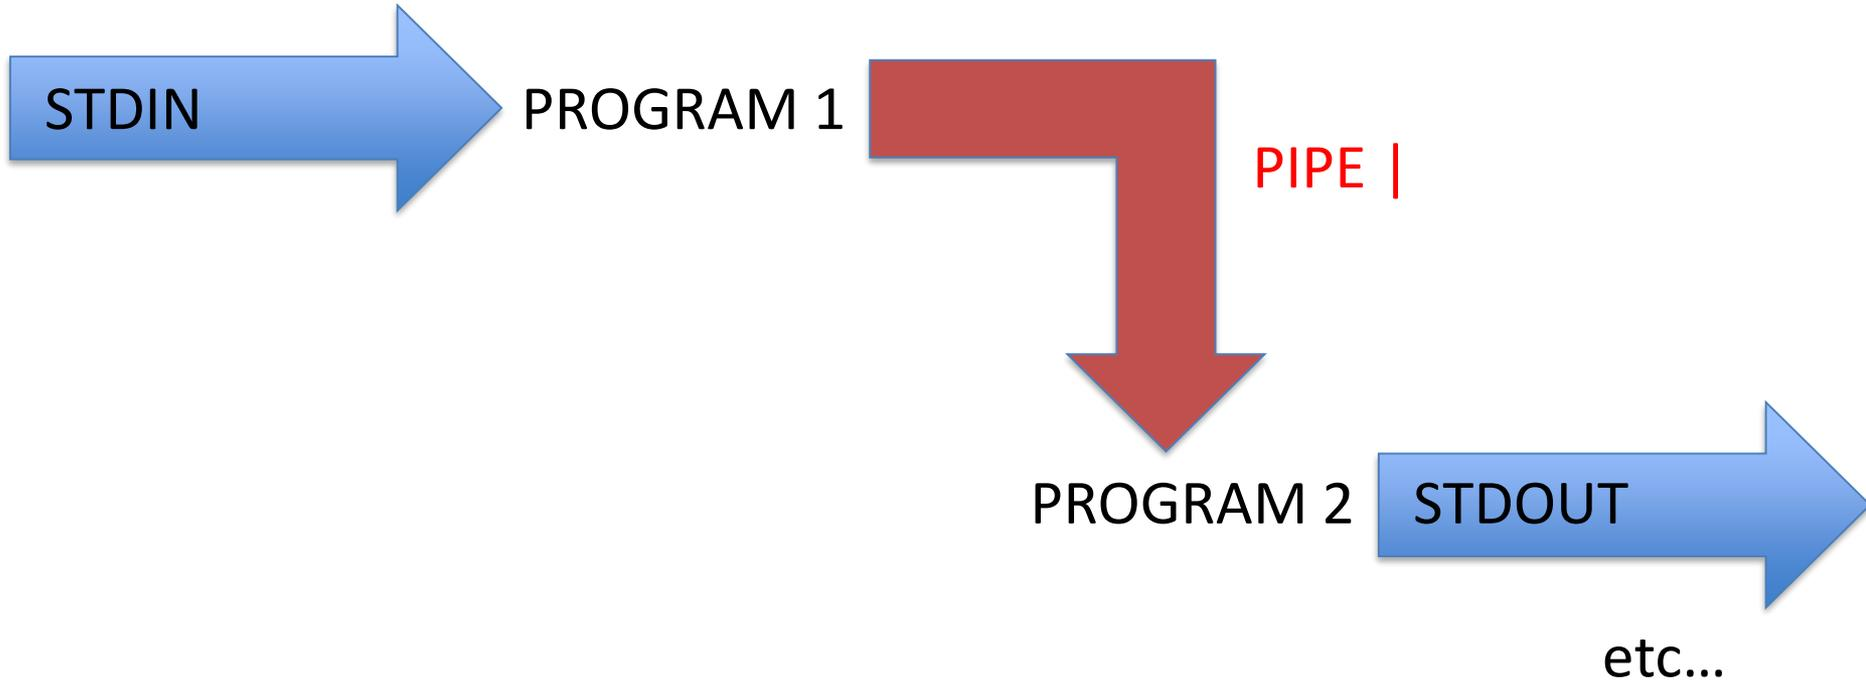 STDIN
PROGRAM 1
PIPE |
PROGRAM 2
STDOUT
etc...